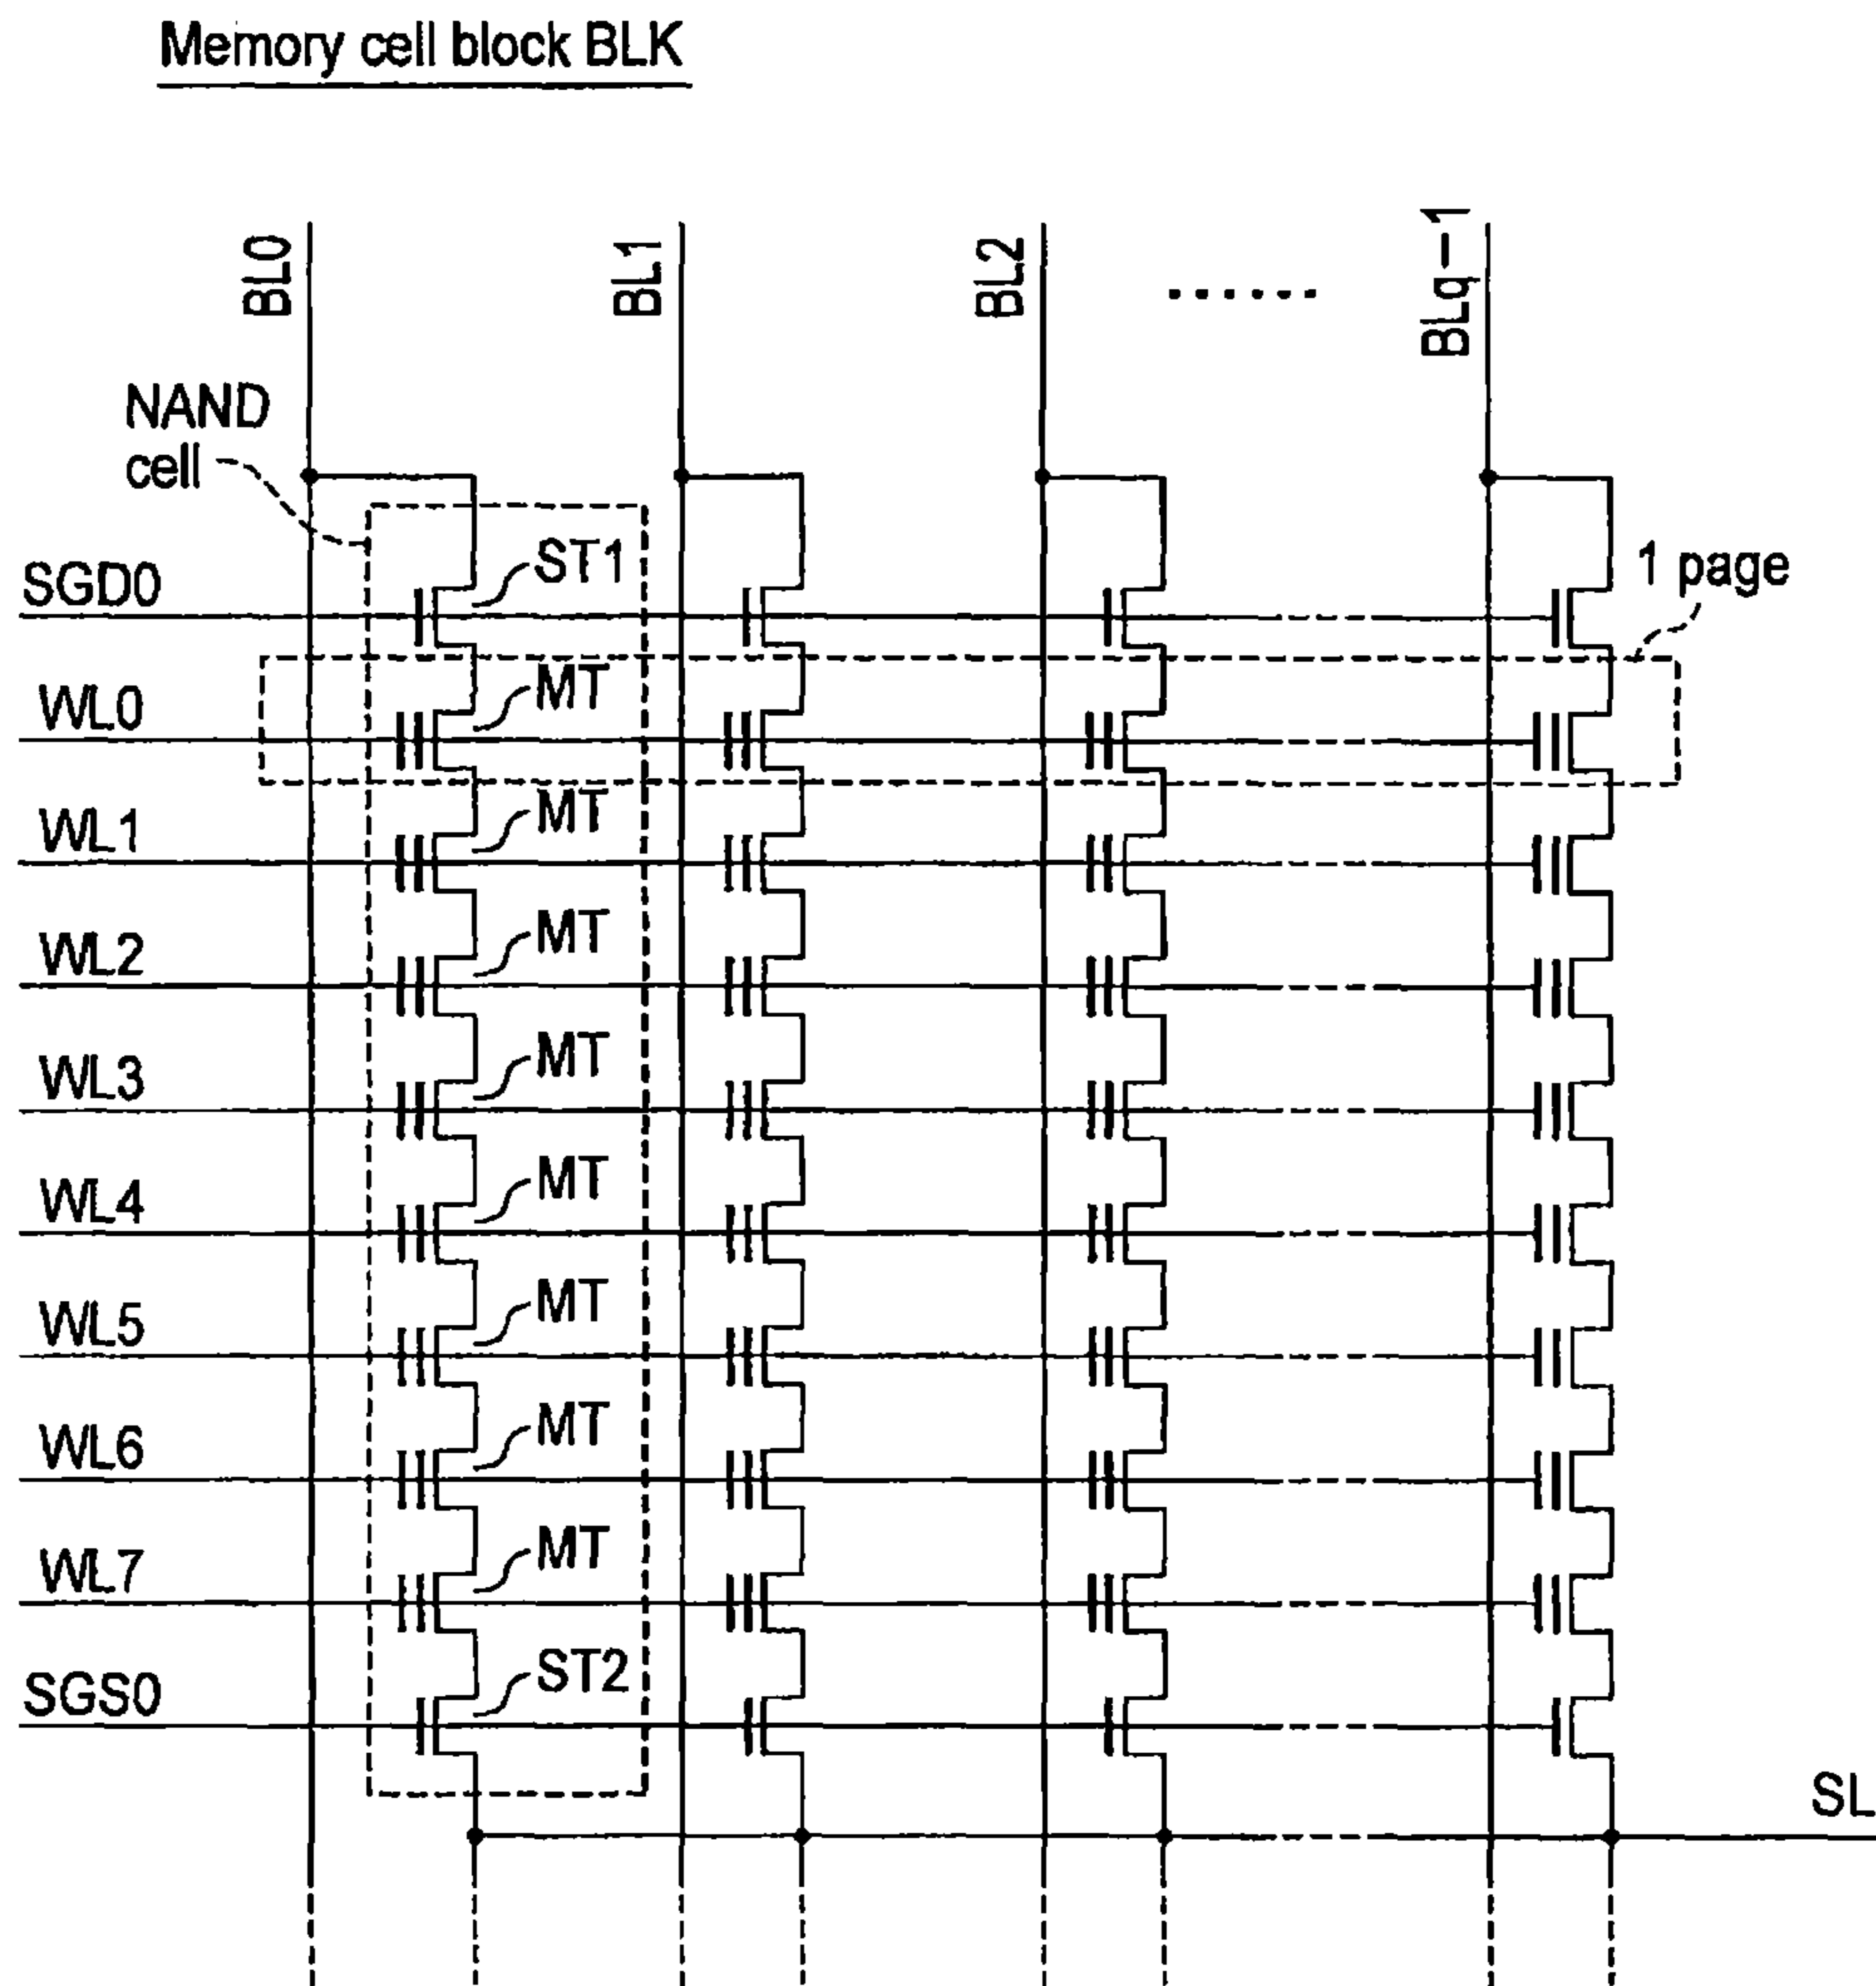 Memory cell block BLK
BL0
BL1
BL2
......
BLq-1
NAND
cell
1 page
SGD0
ST1
WL0
MT
WL1
MT
WL2
MT
WL3
MT
WL4
MT
WL5
MT
WL6
MT
WL7
MT
SGS0
ST2
SL